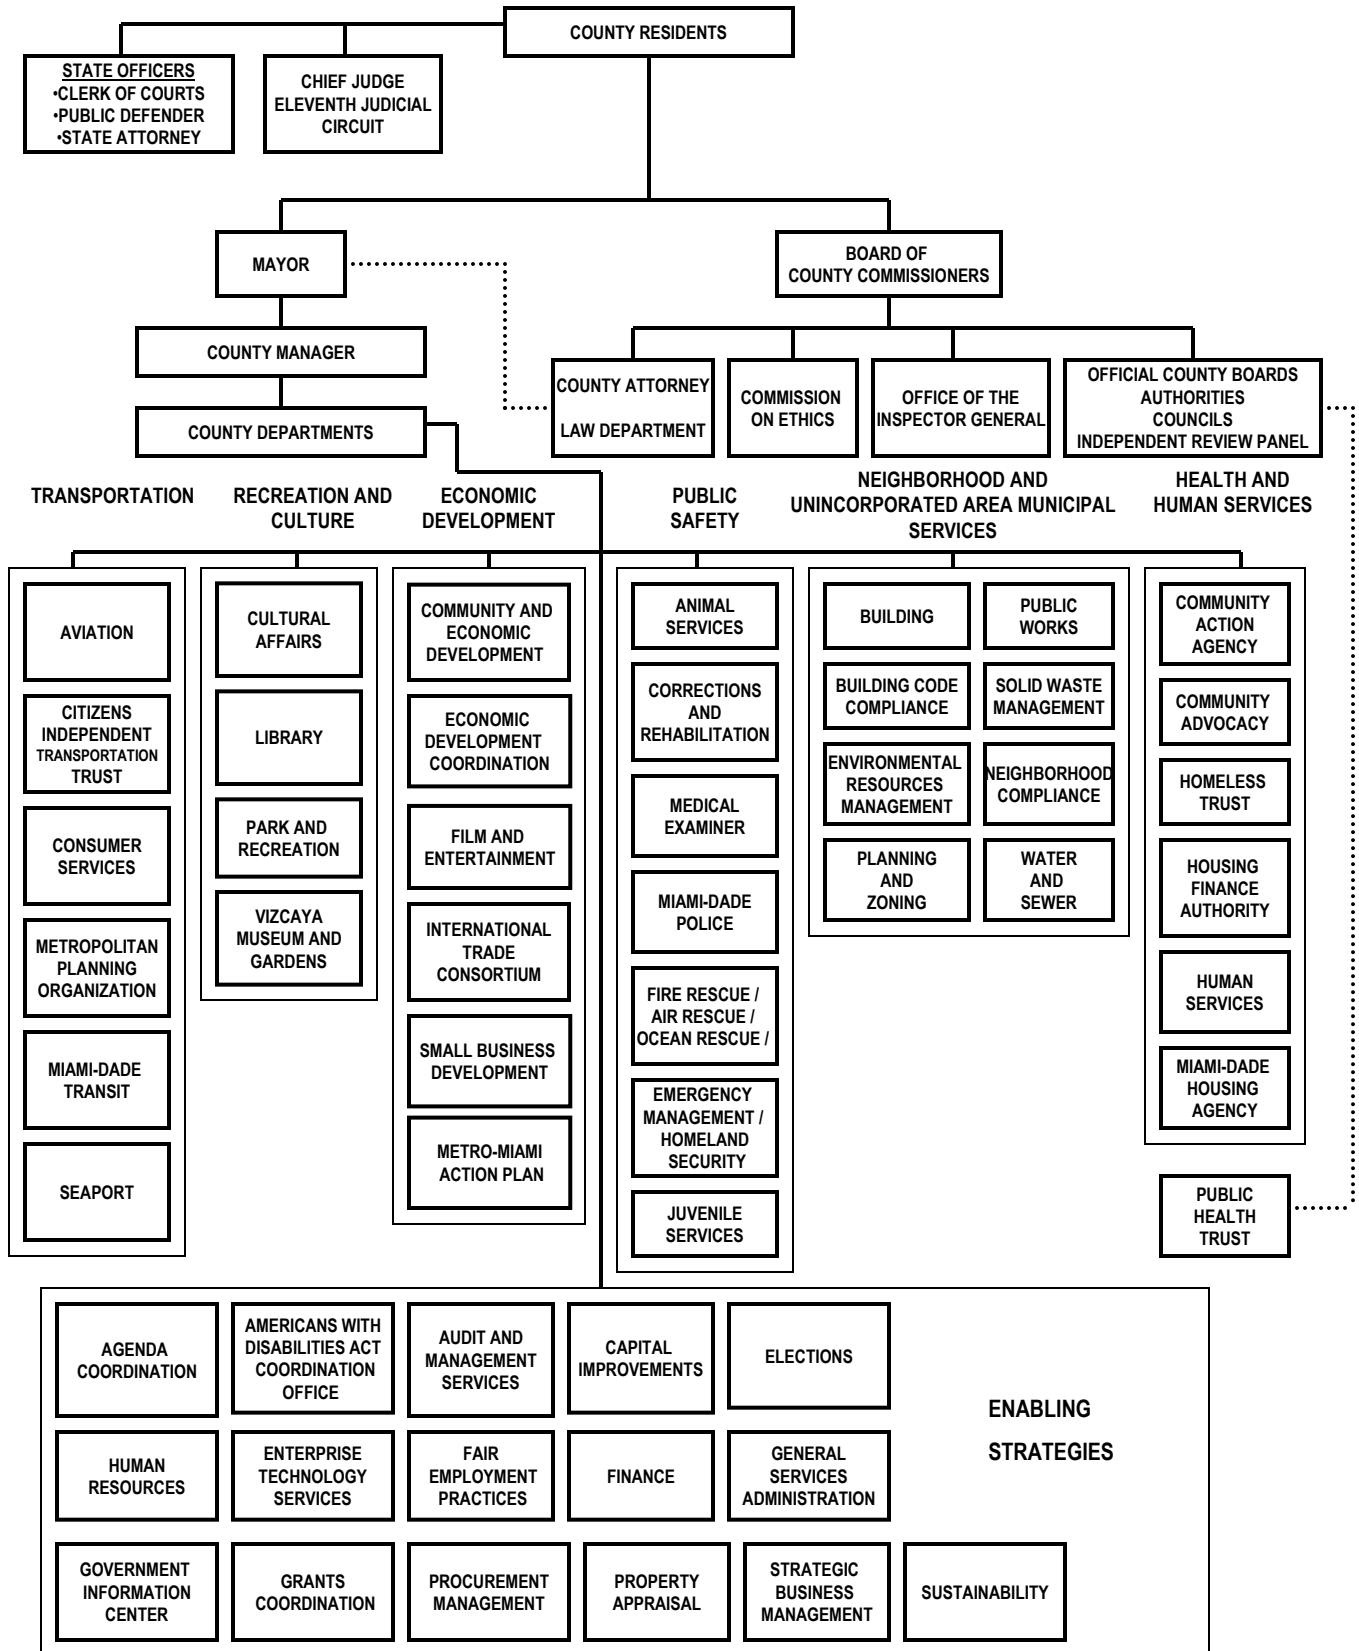 COUNTY RESIDENTS
STATE OFFICERS
•CLERK OF COURTS
•PUBLIC DEFENDER
•STATE ATTORNEY
CHIEF JUDGE
ELEVENTH JUDICIAL
CIRCUIT
MAYOR
BOARD OF
COUNTY COMMISSIONERS
COUNTY MANAGER
COUNTY DEPARTMENTS
COUNTY ATTORNEY
LAW DEPARTMENT
COMMISSION
ON ETHICS
OFFICE OF THE
INSPECTOR GENERAL
OFFICIAL COUNTY BOARDS
AUTHORITIES
COUNCILS
INDEPENDENT REVIEW PANEL
TRANSPORTATION
RECREATION AND
CULTURE
ECONOMIC
DEVELOPMENT
PUBLIC
SAFETY
NEIGHBORHOOD AND
UNINCORPORATED AREA MUNICIPAL
SERVICES
HEALTH AND
HUMAN SERVICES
AVIATION
CITIZENS
INDEPENDENT
TRANSPORTATION
TRUST
CONSUMER
SERVICES
METROPOLITAN
PLANNING
ORGANIZATION
MIAMI-DADE
TRANSIT
SEAPORT
CULTURAL
AFFAIRS
LIBRARY
PARK AND
RECREATION
VIZCAYA
MUSEUM AND
GARDENS
COMMUNITY AND
ECONOMIC
DEVELOPMENT
ECONOMIC
DEVELOPMENT
COORDINATION
FILM AND
ENTERTAINMENT
INTERNATIONAL
TRADE
CONSORTIUM
SMALL BUSINESS
DEVELOPMENT
METRO-MIAMI
ACTION PLAN
ANIMAL
SERVICES
CORRECTIONS
AND
REHABILITATION
MEDICAL
EXAMINER
MIAMI-DADE
POLICE
FIRE RESCUE /
AIR RESCUE /
OCEAN RESCUE /
EMERGENCY
MANAGEMENT /
HOMELAND
SECURITY
JUVENILE
SERVICES
BUILDING
PUBLIC
WORKS
BUILDING CODE
COMPLIANCE
SOLID WASTE
MANAGEMENT
ENVIRONMENTAL
RESOURCES
MANAGEMENT
NEIGHBORHOOD
COMPLIANCE
PLANNING
AND
ZONING
WATER
AND
SEWER
COMMUNITY
ACTION
AGENCY
COMMUNITY
ADVOCACY
HOMELESS
TRUST
HOUSING
FINANCE
AUTHORITY
HUMAN
SERVICES
MIAMI-DADE
HOUSING
AGENCY
PUBLIC
HEALTH
TRUST
AGENDA
COORDINATION
AMERICANS WITH
DISABILITIES ACT
COORDINATION
OFFICE
AUDIT AND
MANAGEMENT
SERVICES
CAPITAL
IMPROVEMENTS
ELECTIONS
ENABLING
STRATEGIES
HUMAN
RESOURCES
ENTERPRISE
TECHNOLOGY
SERVICES
FAIR
EMPLOYMENT
PRACTICES
FINANCE
GENERAL
SERVICES
ADMINISTRATION
GOVERNMENT
INFORMATION
CENTER
GRANTS
COORDINATION
PROCUREMENT
MANAGEMENT
PROPERTY
APPRAISAL
STRATEGIC
BUSINESS
MANAGEMENT
SUSTAINABILITY